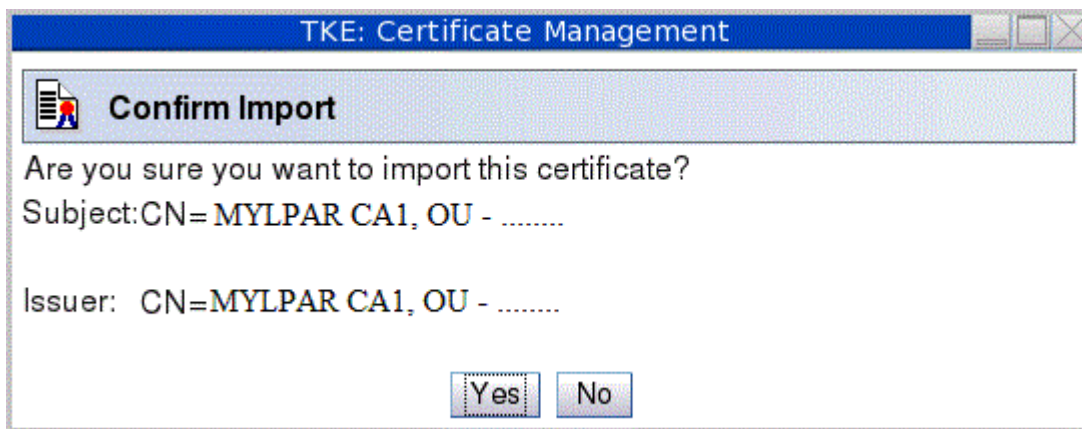 TKE: Certificate Management
Confirm Import
Are you sure you want to import this certificate?
Subject:CN= MYLPAR CA1, OU - ........
Issuer: CN=MYLPAR CA1, OU - ........
Yes No